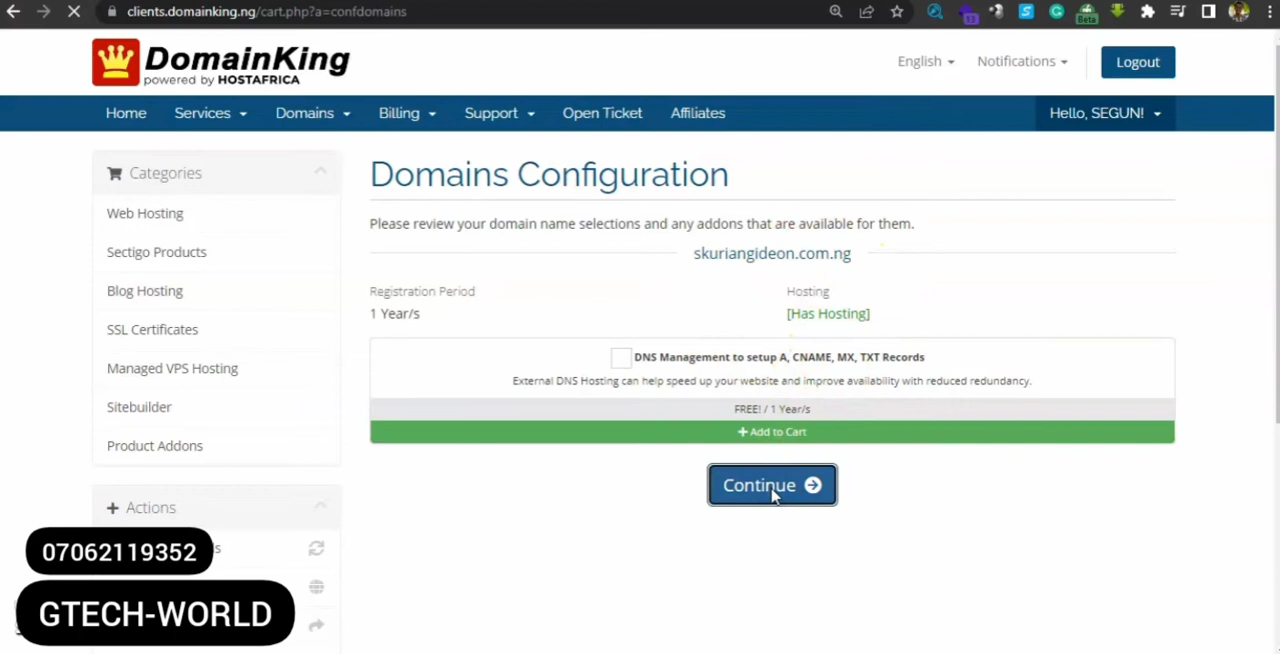 clients.domainking.ng/cart.php?a=confdomains
13
Beta
DomainKing
powered by HOSTAFRICA
English
Notifications
Logout
Home
Services
Domains
Billing
Support
Open Ticket
Affiliates
Hello, SEGUN!
Categories
Web Hosting
Sectigo Products
Blog Hosting
SSL Certificates
Managed VPS Hosting
Sitebuilder
Product Addons
Actions
Domains Configuration
Please review your domain name selections and any addons that are available for them.
skuriangideon.com.ng
Registration Period
1 Year/s
Hosting
[Has Hosting]
DNS Management to setup A, CNAME, MX, TXT Records
External DNS Hosting can help speed up your website and improve availability with reduced redundancy.
FREE! / 1 Year/s
+ Add to Cart
Continue
07062119352
GTECH-WORLD